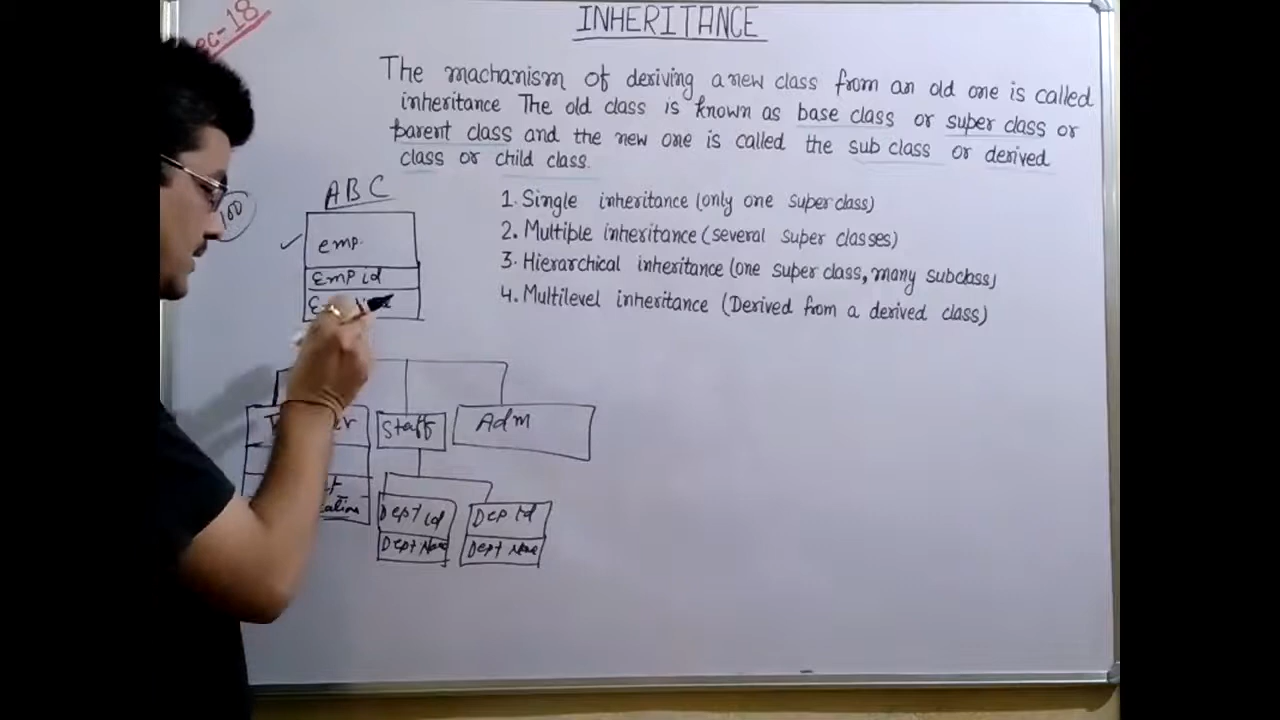 ec-18
INHERITANCE
The machanism of deriving a new class from an old one is called
inheritance The old class is known as base class or super class or
parent class and the new one is called the sub class or derived
class or child class.
100
ABC
emp.
Emp id
1. Single inheritance (only one superclass)
2. Multiple inheritance (several super classes)
3. Hierarchical inheritance (one super class, many subclass)
4. Multilevel inheritance (Derived from a derived class)
Staff
Adm
Dept id
Dept Name
Dep id
Dept Name